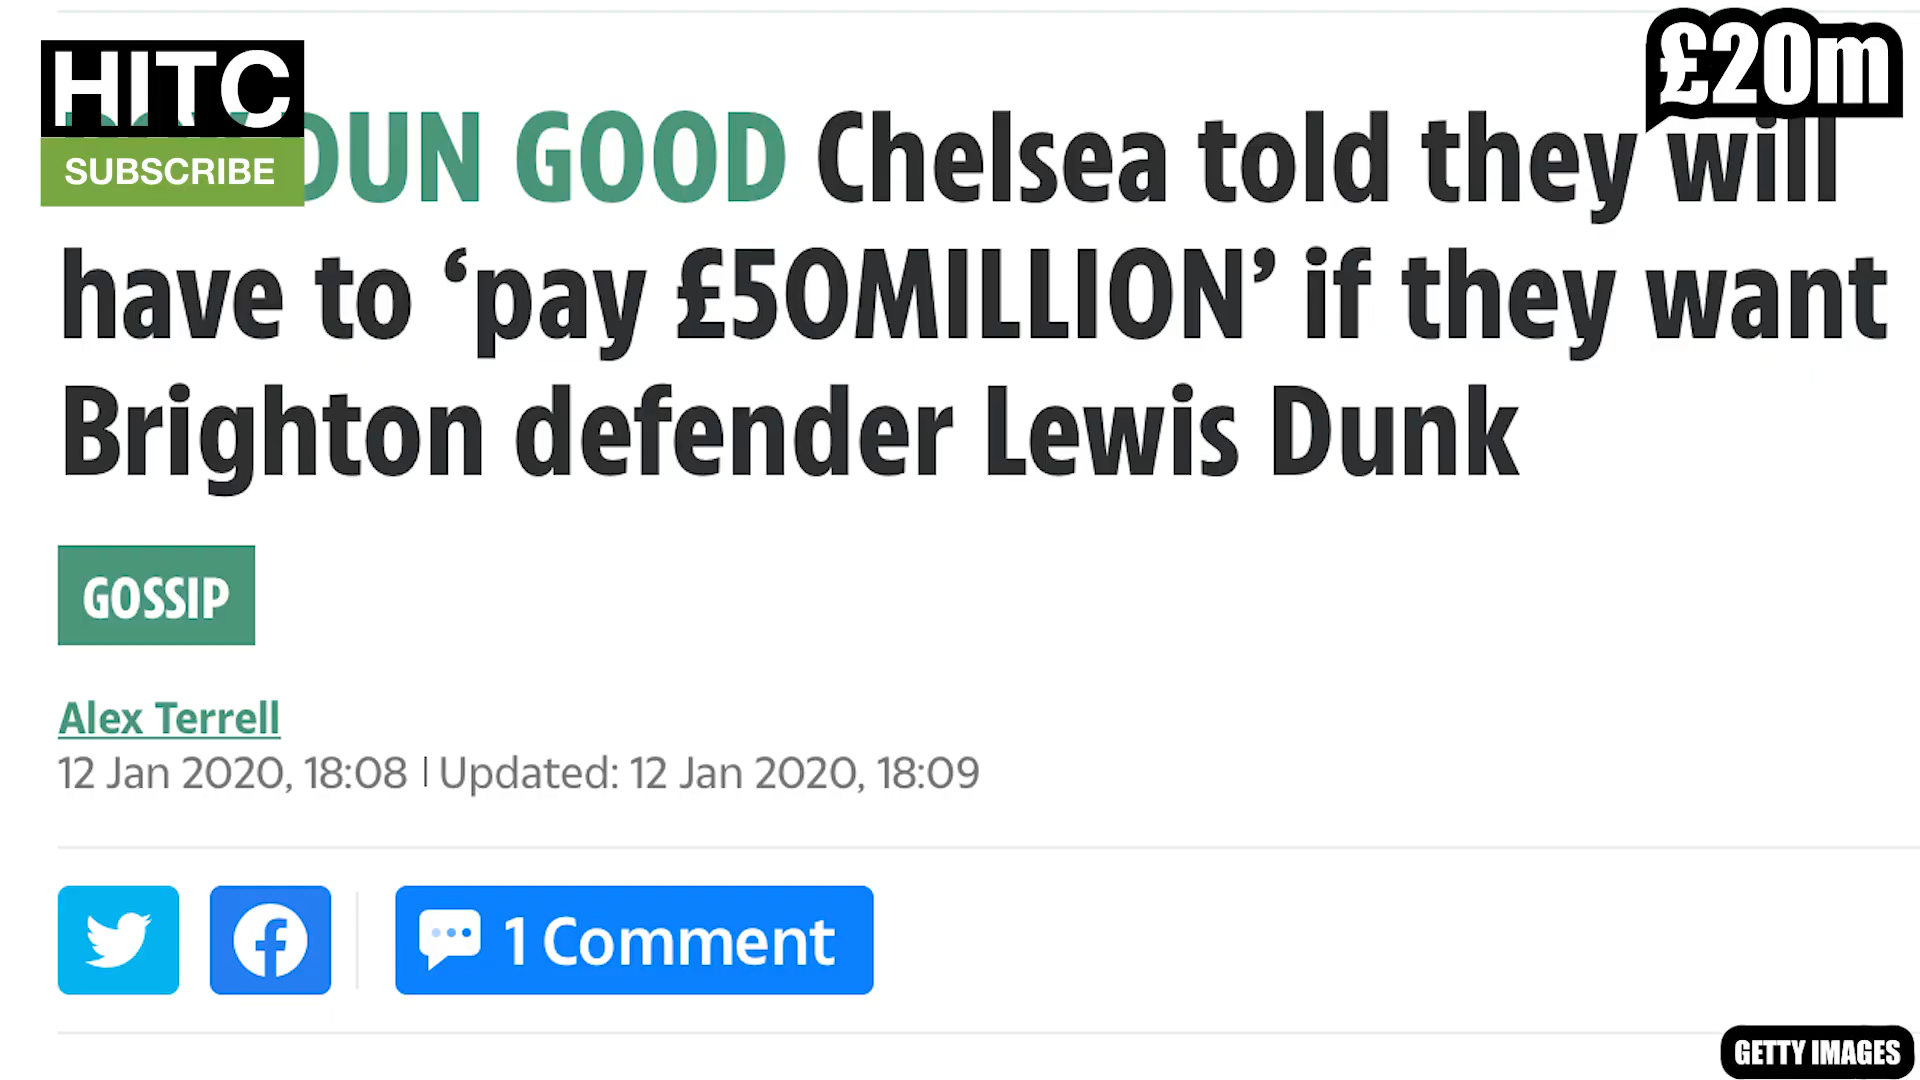 HITC
SUBSCRIBE
£20m
DUN GOOD Chelsea told they will
have to ‘pay £50MILLION’ if they want
Brighton defender Lewis Dunk
GOSSIP
Alex Terrell
12 Jan 2020, 18:08 | Updated: 12 Jan 2020, 18:09
1 Comment
GETTY IMAGES